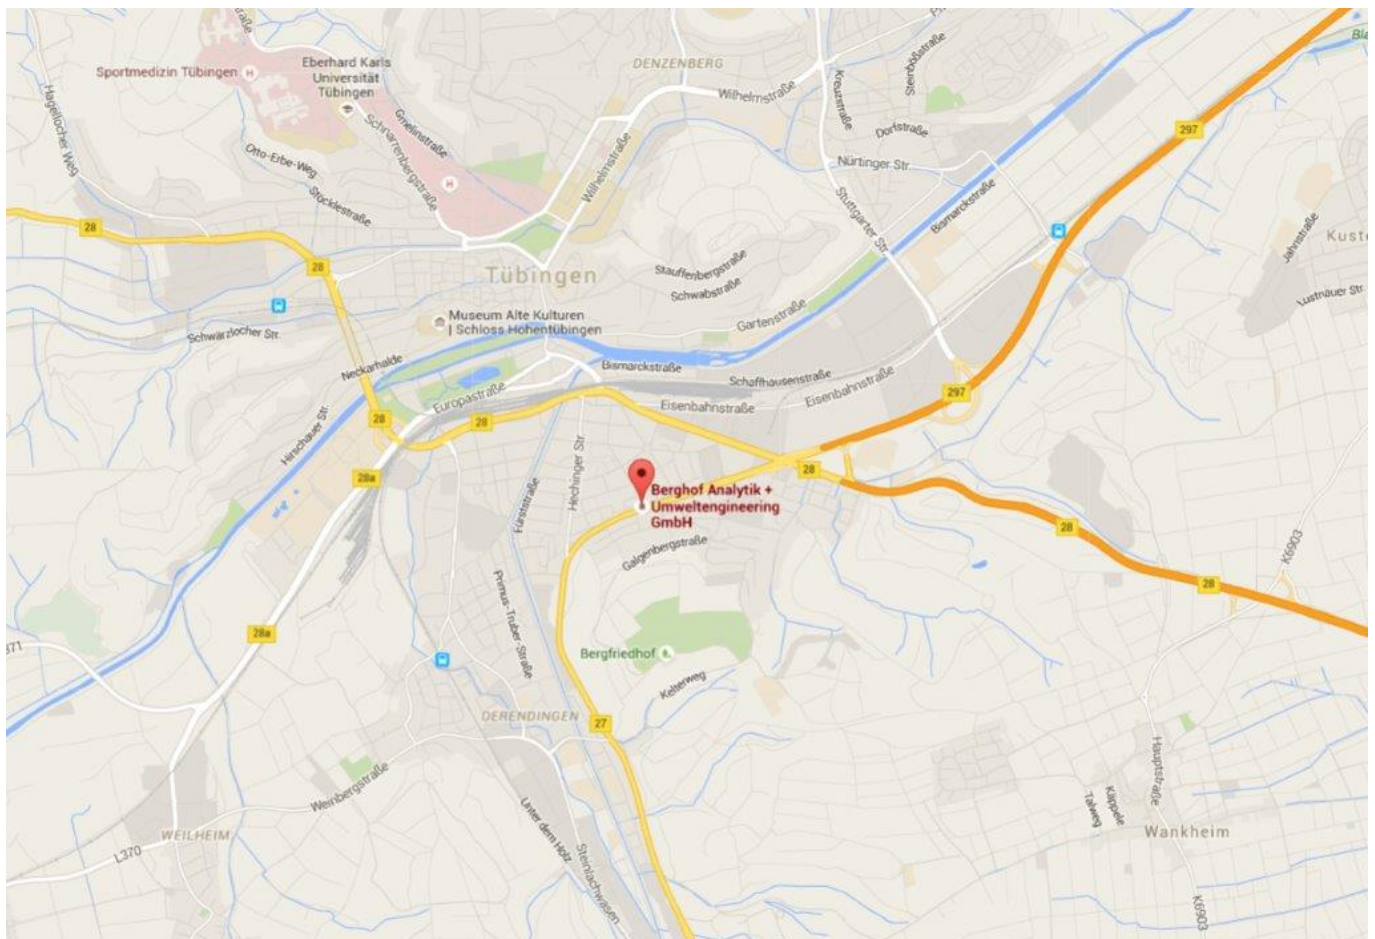 Sportmedizin Tübingen
H
Eberhard Karls
Universität
Tübingen
DENZENBERG
Wilhelmstraße
Kreuzstraße
Steinbößstraße
Dorfstraße
297
Hagellocher Weg
Gmelinstraße
Schnarrenbergstraße
Otto-Erbe-Weg
Stöcklestraße
H
Wilhelmstraße
Nürtinger Str.
Stuttgarter Str.
Bismarckstraße
Jahnstraße
28
28
Tübingen
Stauffenbergstraße
Schwabstraße
Lustnauer Str.
Schwärzlocher Str.
Museum Alte Kulturen
| Schloss Hohentübingen
Gartenstraße
Neckarhalde
Bismarckstraße
Schaffhausenstraße
Europastraße
Eisenbahnstraße
Eisenbahnstraße
297
Hirschauer Str.
28
28
28a
Hechinger Str.
Fürststraße
28
Berghof Analytik +
Umweltengineering
GmbH
Galgenbergstraße
28
28
K6903
Primus-Truber-Straße
28a
371
Bergfriedhof
Kelterweg
DERENDINGEN
27
Weinbergstraße
Hauptstraße
Käppele
Talweg
WEILHEIM
L370
Unter dem Holz
Steinlachwasen
Wankheim
K6903